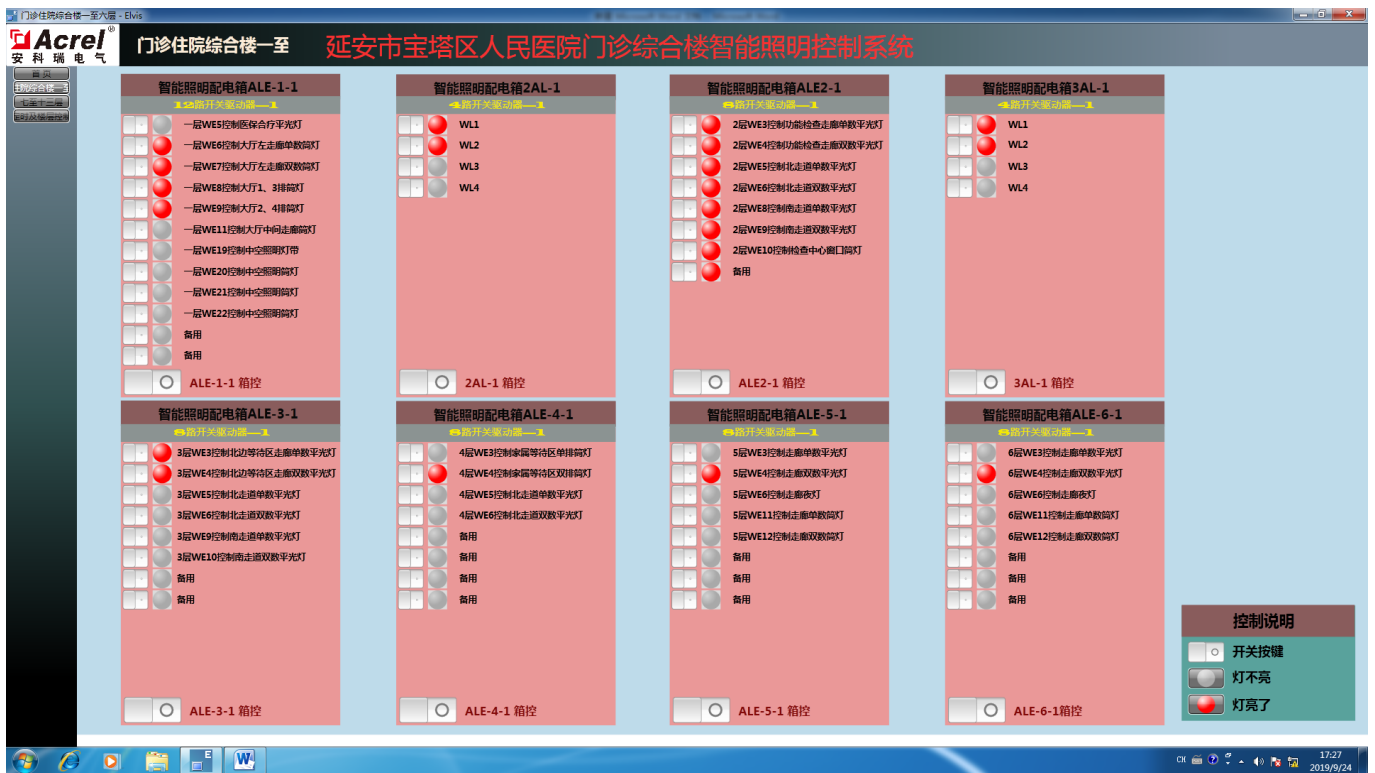 门诊住院综合楼一至六层 - Elvis
Acrel®
安科瑞电气
门诊住院综合楼一至
延安市宝塔区人民医院门诊综合楼智能照明控制系统
首页
住院综合楼一至
七至十三层
智能照明配电箱ALE-1-1
12路开关驱动器—1
一层WE5控制医保合疗平光灯
一层WE6控制大厅左走廊单数筒灯
一层WE7控制大厅左走廊双数筒灯
一层WE8控制大厅1、3排筒灯
一层WE9控制大厅2、4排筒灯
一层WE11控制大厅中间走廊筒灯
一层WE19控制中空照明灯带
一层WE20控制中空照明筒灯
一层WE21控制中空照明筒灯
一层WE22控制中空照明筒灯
备用
备用
ALE-1-1 箱控
智能照明配电箱2AL-1
4路开关驱动器—1
WL1
WL2
WL3
WL4
2AL-1 箱控
智能照明配电箱ALE2-1
8路开关驱动器—1
2层WE3控制功能检查走廊单数平光灯
2层WE4控制功能检查走廊双数平光灯
2层WE5控制北走道单数平光灯
2层WE6控制北走道双数平光灯
2层WE8控制南走道单数平光灯
2层WE9控制南走道双数平光灯
2层WE10控制检查中心窗口筒灯
备用
ALE2-1 箱控
智能照明配电箱3AL-1
4路开关驱动器—1
WL1
WL2
WL3
WL4
3AL-1 箱控
智能照明配电箱ALE-3-1
8路开关驱动器—1
3层WE3控制北边等待区走廊单数平光灯
3层WE4控制北边等待区走廊双数平光灯
3层WE5控制北走道单数平光灯
3层WE6控制北走道双数平光灯
3层WE9控制南走道单数平光灯
3层WE10控制南走道双数平光灯
备用
备用
ALE-3-1 箱控
智能照明配电箱ALE-4-1
8路开关驱动器—1
4层WE3控制家属等待区单排筒灯
4层WE4控制家属等待区双排筒灯
4层WE5控制北走道单数平光灯
4层WE6控制北走道双数平光灯
备用
备用
备用
备用
ALE-4-1 箱控
智能照明配电箱ALE-5-1
8路开关驱动器—1
5层WE3控制走廊单数平光灯
5层WE4控制走廊双数平光灯
5层WE6控制走廊夜灯
5层WE11控制走廊单数筒灯
5层WE12控制走廊双数筒灯
备用
备用
备用
ALE-5-1 箱控
智能照明配电箱ALE-6-1
8路开关驱动器—1
6层WE3控制走廊单数平光灯
6层WE4控制走廊双数平光灯
6层WE6控制走廊夜灯
6层WE11控制走廊单数筒灯
6层WE12控制走廊双数筒灯
备用
备用
备用
ALE-6-1箱控
控制说明
开关按键
灯不亮
灯亮了
CH
17:27
2019/9/24